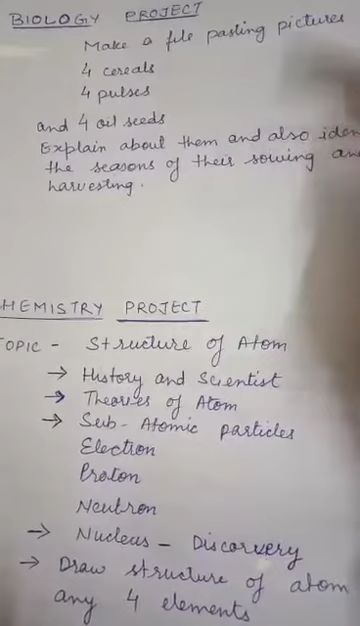 BIOLOGY PROJECT
Make a file pasting pictures
4 cereals
4 pulses
and 4 oil seeds
Explain about them and also iden
the seasons of their sowing an
harvesting.
HEMISTRY PROJECT
TOPIC - Structure of Atom
→ History and Scientist
→ Theories of Atom
→ Sub-Atomic particles
Electron
Proton
Neutron
→ Nucleus - Discorvery
→ Draw structure of atom
any 4 elements